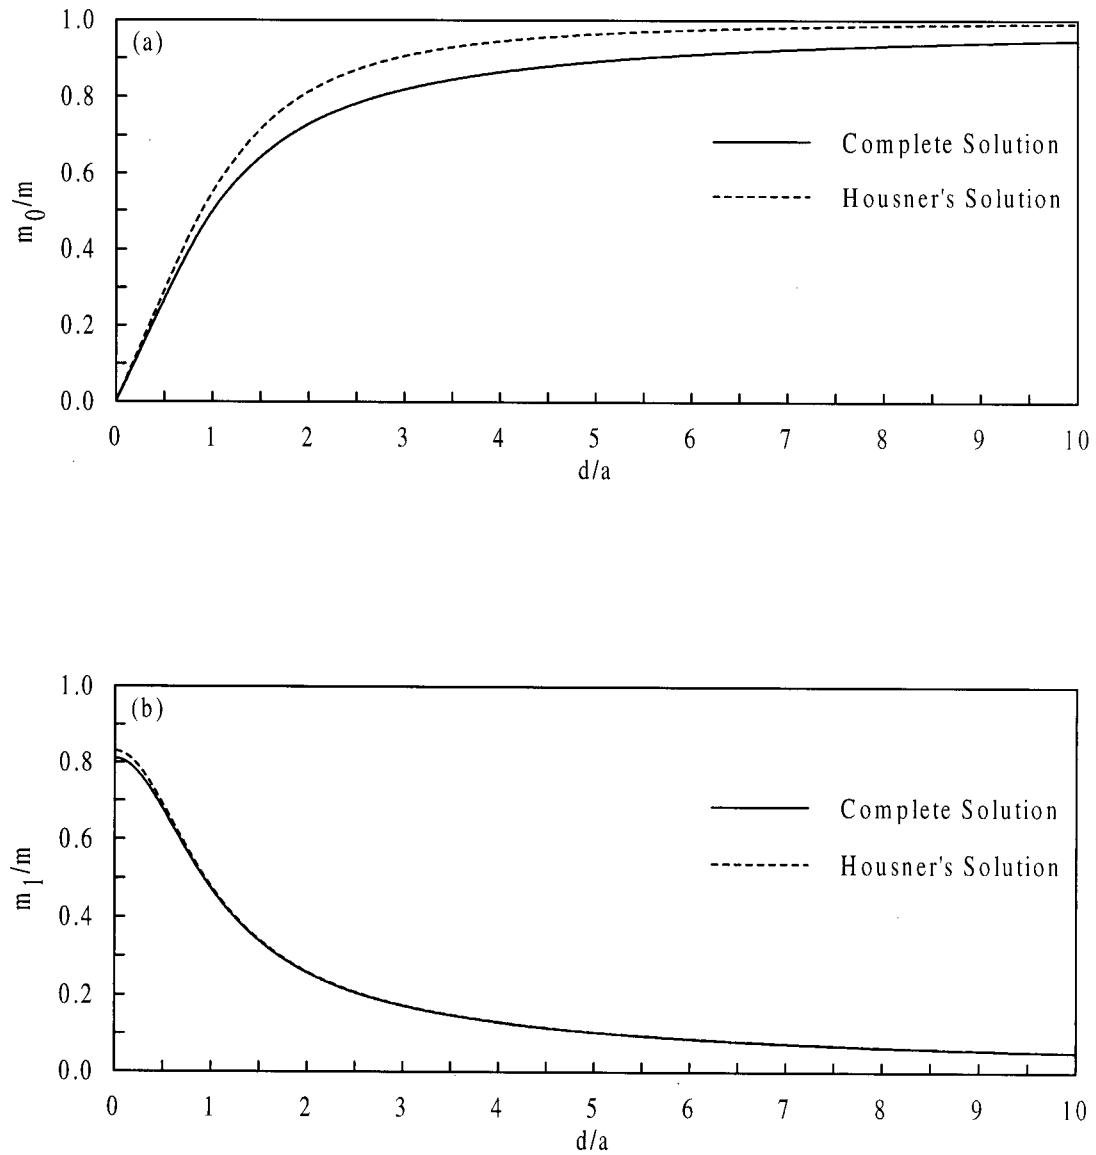 (a)
1.0
0.8
0.6
0.4
0.2
0.0
m0/m
Complete Solution
Housner's Solution
0 1 2 3 4 5 6 7 8 9 10
d/a
(b)
1.0
0.8
0.6
0.4
0.2
0.0
m1/m
Complete Solution
Housner's Solution
0 1 2 3 4 5 6 7 8 9 10
d/a